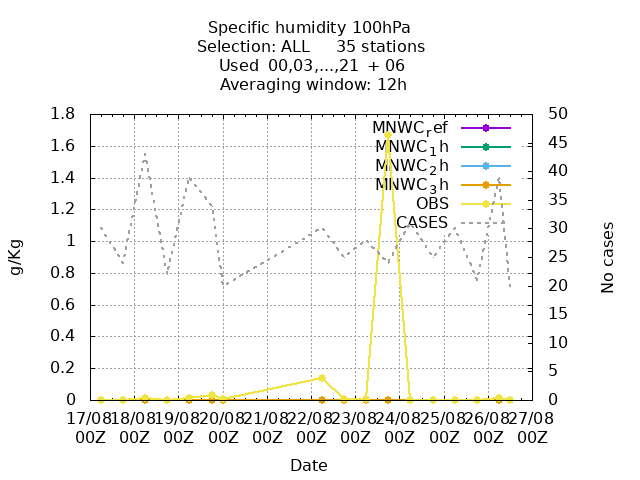 Specific humidity 100hPa
Selection: ALL 35 stations
Used 00,03,...,21 + 06
Averaging window: 12h
1.8
1.6
1.4
1.2
1
0.8
0.6
0.4
0.2
0
g/Kg
50
45
40
35
30
25
20
15
10
5
0
No cases
MNWC_ref
MNWC_1h
MNWC_2h
MNWC_3h
OBS
CASES
17/08 18/08 19/08 20/08 21/08 22/08 23/08 24/08 25/08 26/08 27/08
00Z 00Z 00Z 00Z 00Z 00Z 00Z 00Z 00Z 00Z 00Z
Date